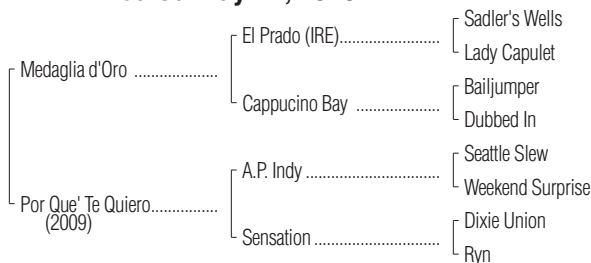 Sadler's Wells
El Prado (IRE)......................
Lady Capulet
Medaglia d'Oro ...................
Bailjumper
Cappucino Bay ...................
Dubbed In
Seattle Slew
A.P. Indy ..............................
Weekend Surprise
Por Que' Te Quiero...............
(2009)
Dixie Union
Sensation ............................
Ryn